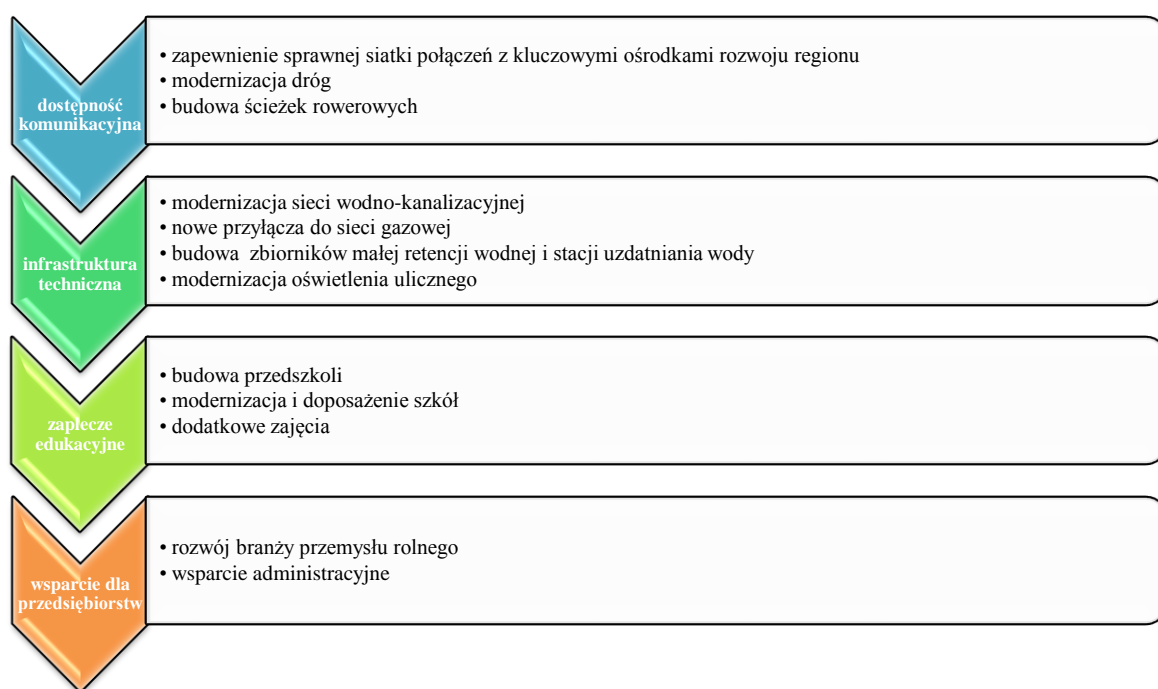 dostępność
komunikacyjna
• zapewnienie sprawnej siatki połączeń z kluczowymi ośrodkami rozwoju regionu
• modernizacja dróg
• budowa ścieżek rowerowych
infrastruktura
techniczna
• modernizacja sieci wodno-kanalizacyjnej
• nowe przyłącza do sieci gazowej
• budowa  zbiorników małej retencji wodnej i stacji uzdatniania wody
• modernizacja oświetlenia ulicznego
zaplecze
edukacyjne
• budowa przedszkoli
• modernizacja i doposażenie szkół
• dodatkowe zajęcia
wsparcie dla
przedsiębiorstw
• rozwój branży przemysłu rolnego
• wsparcie administracyjne